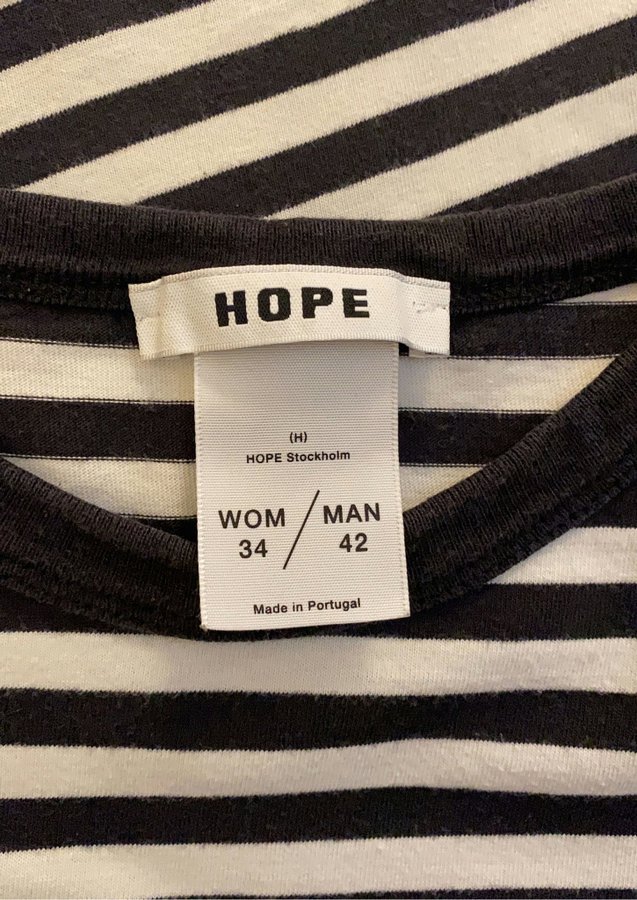 HOPE
(H)
HOPE Stockholm
WOM / MAN
34 42
Made in Portugal